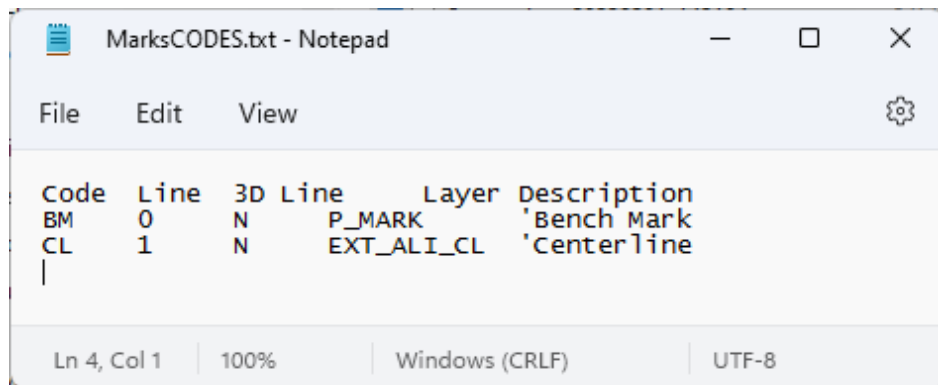 MarksCODES.txt - Notepad
File Edit View
Code Line 3D Line Layer Description
BM 0 N P_MARK 'Bench Mark
CL 1 N EXT_ALI_CL 'Centerline
Ln 4, Col 1 100% Windows (CRLF) UTF-8